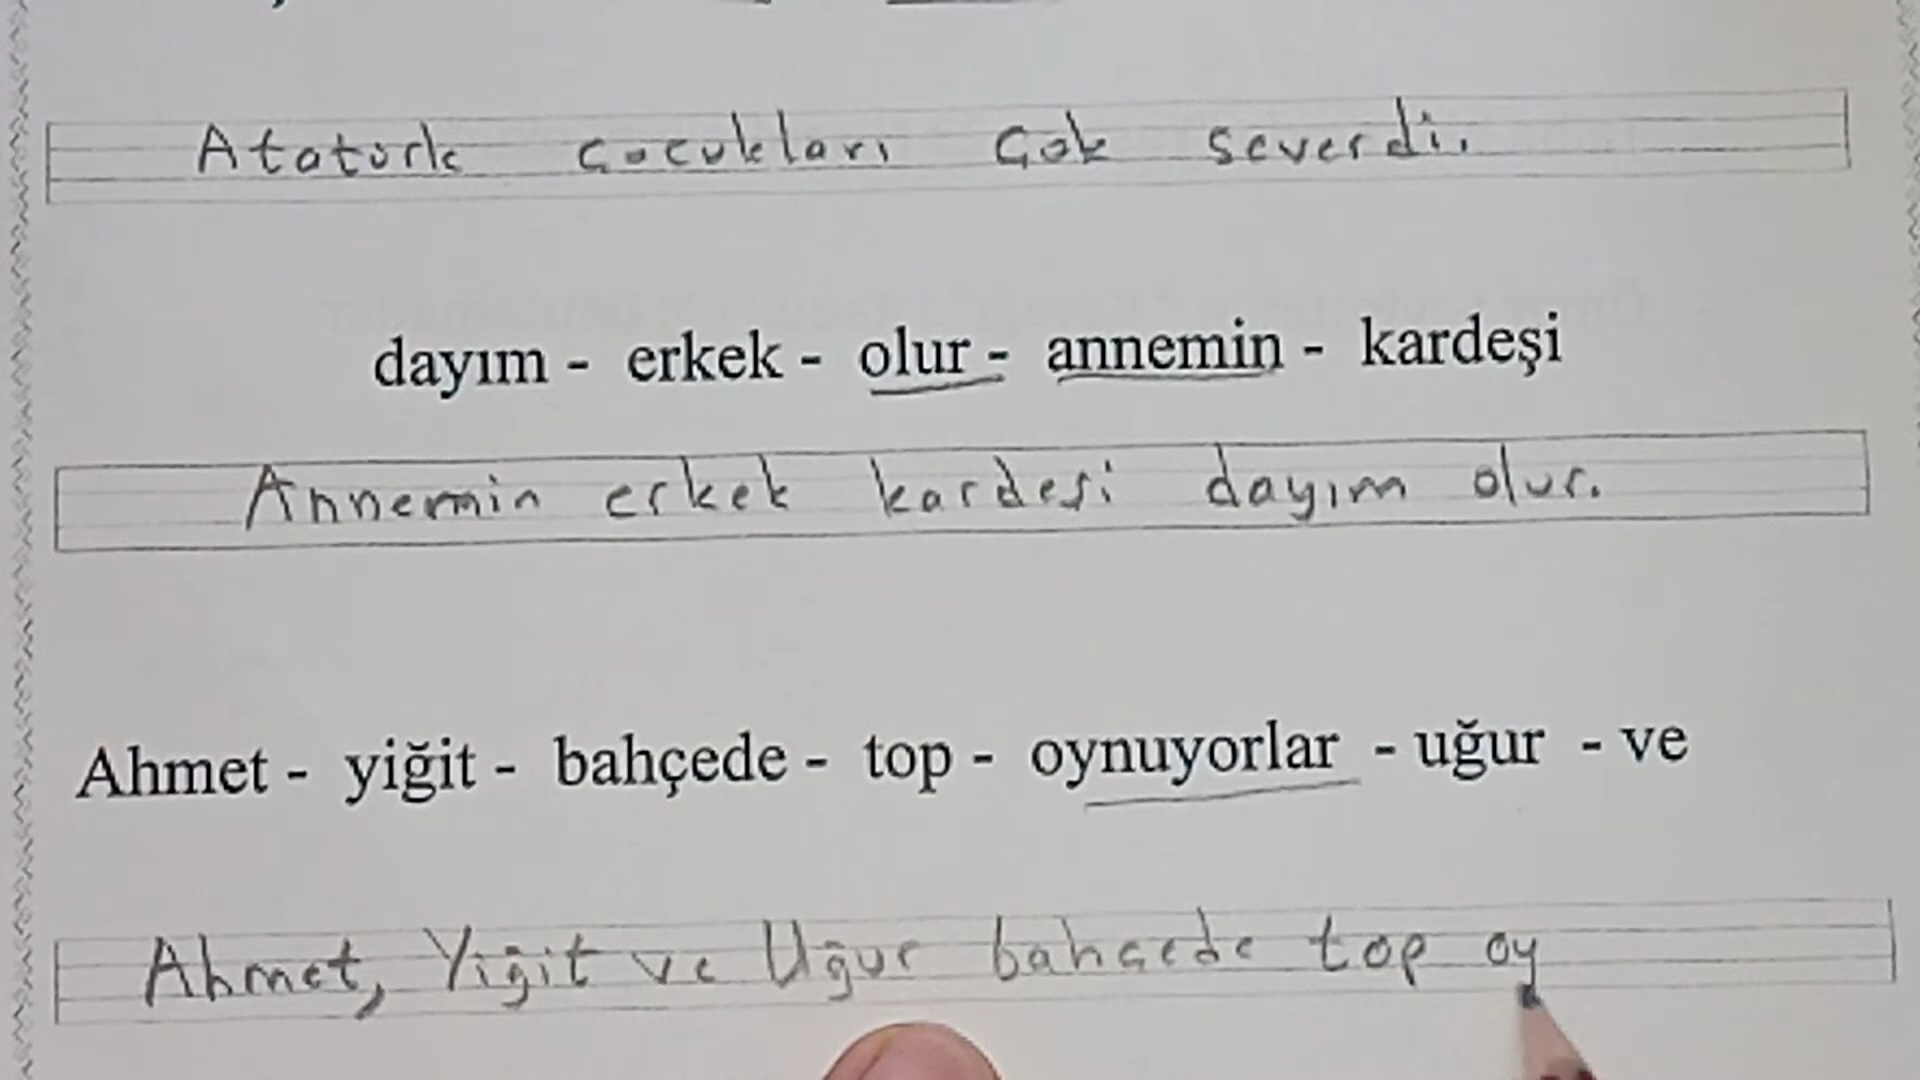 Atatürk çocukları çok severdi.
dayım - erkek - olur - annemin - kardeşi
Annemin erkek kardeşi dayım olur.
Ahmet - yiğit - bahçede - top - oynuyorlar - uğur - ve
Ahmet, Yiğit ve Uğur bahçede top oy